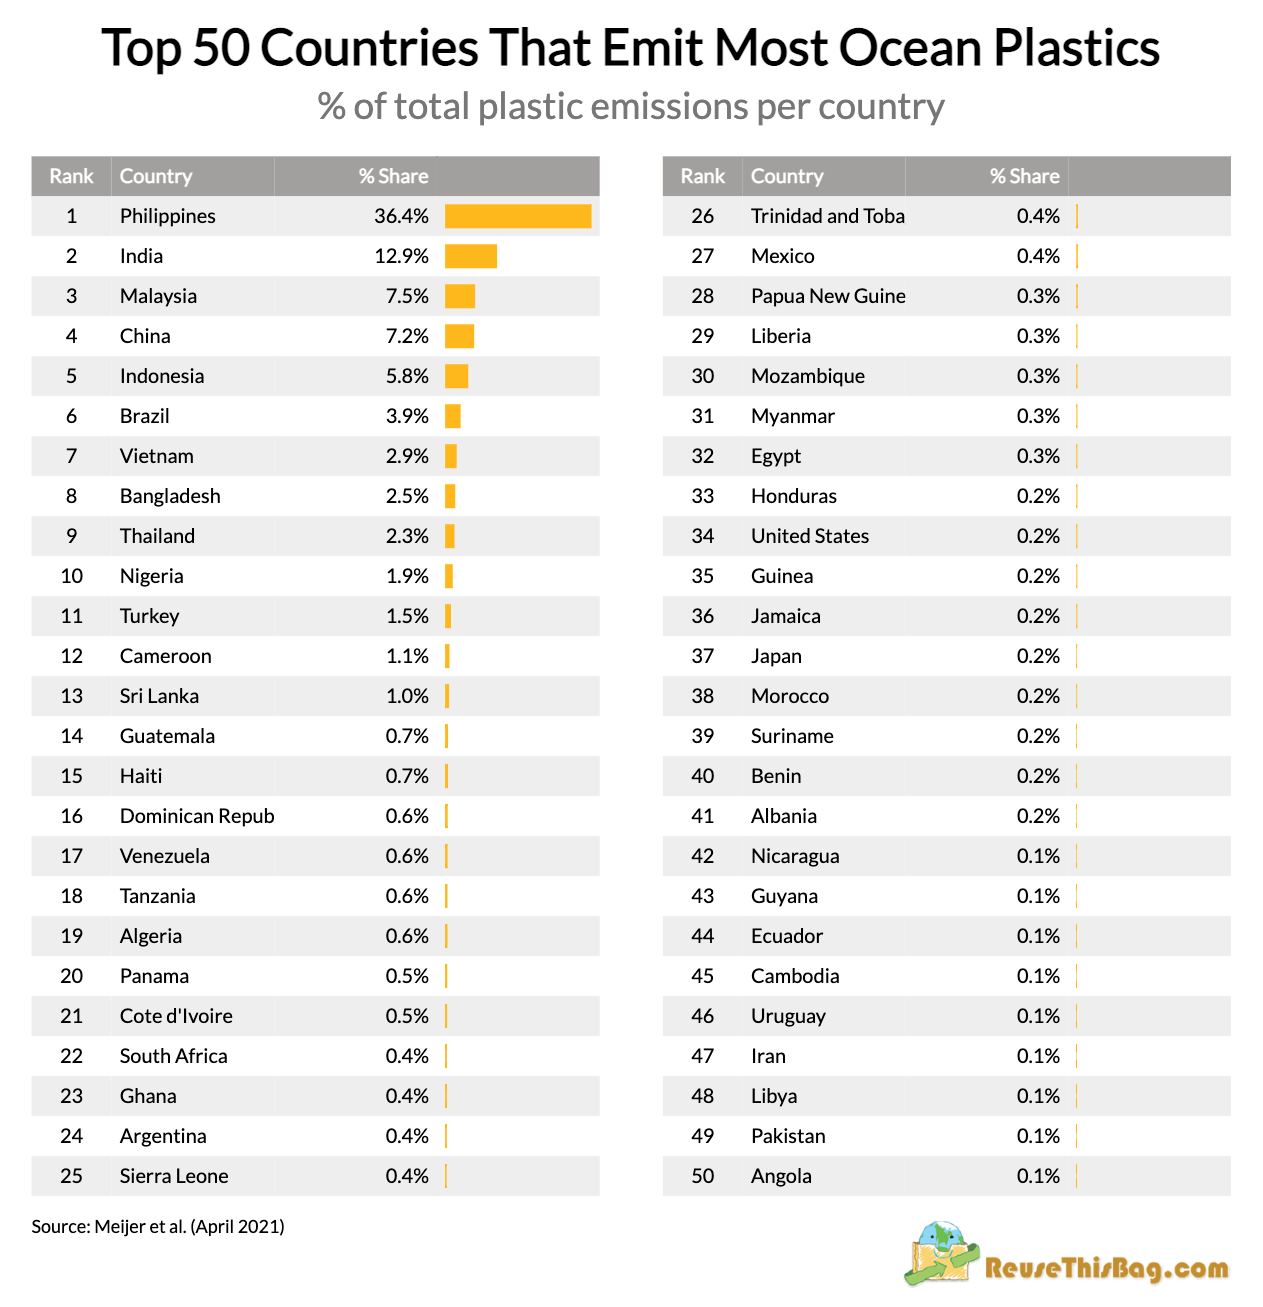 Top 50 Countries That Emit Most Ocean Plastics
% of total plastic emissions per country
Rank Country % Share
1 Philippines 36.4%
2 India 12.9%
3 Malaysia 7.5%
4 China 7.2%
5 Indonesia 5.8%
6 Brazil 3.9%
7 Vietnam 2.9%
8 Bangladesh 2.5%
9 Thailand 2.3%
10 Nigeria 1.9%
11 Turkey 1.5%
12 Cameroon 1.1%
13 Sri Lanka 1.0%
14 Guatemala 0.7%
15 Haiti 0.7%
16 Dominican Repub 0.6%
17 Venezuela 0.6%
18 Tanzania 0.6%
19 Algeria 0.6%
20 Panama 0.5%
21 Cote d'Ivoire 0.5%
22 South Africa 0.4%
23 Ghana 0.4%
24 Argentina 0.4%
25 Sierra Leone 0.4%
Rank Country % Share
26 Trinidad and Toba 0.4%
27 Mexico 0.4%
28 Papua New Guine 0.3%
29 Liberia 0.3%
30 Mozambique 0.3%
31 Myanmar 0.3%
32 Egypt 0.3%
33 Honduras 0.2%
34 United States 0.2%
35 Guinea 0.2%
36 Jamaica 0.2%
37 Japan 0.2%
38 Morocco 0.2%
39 Suriname 0.2%
40 Benin 0.2%
41 Albania 0.2%
42 Nicaragua 0.1%
43 Guyana 0.1%
44 Ecuador 0.1%
45 Cambodia 0.1%
46 Uruguay 0.1%
47 Iran 0.1%
48 Libya 0.1%
49 Pakistan 0.1%
50 Angola 0.1%
Source: Meijer et al. (April 2021)
ReuseThisBag.com